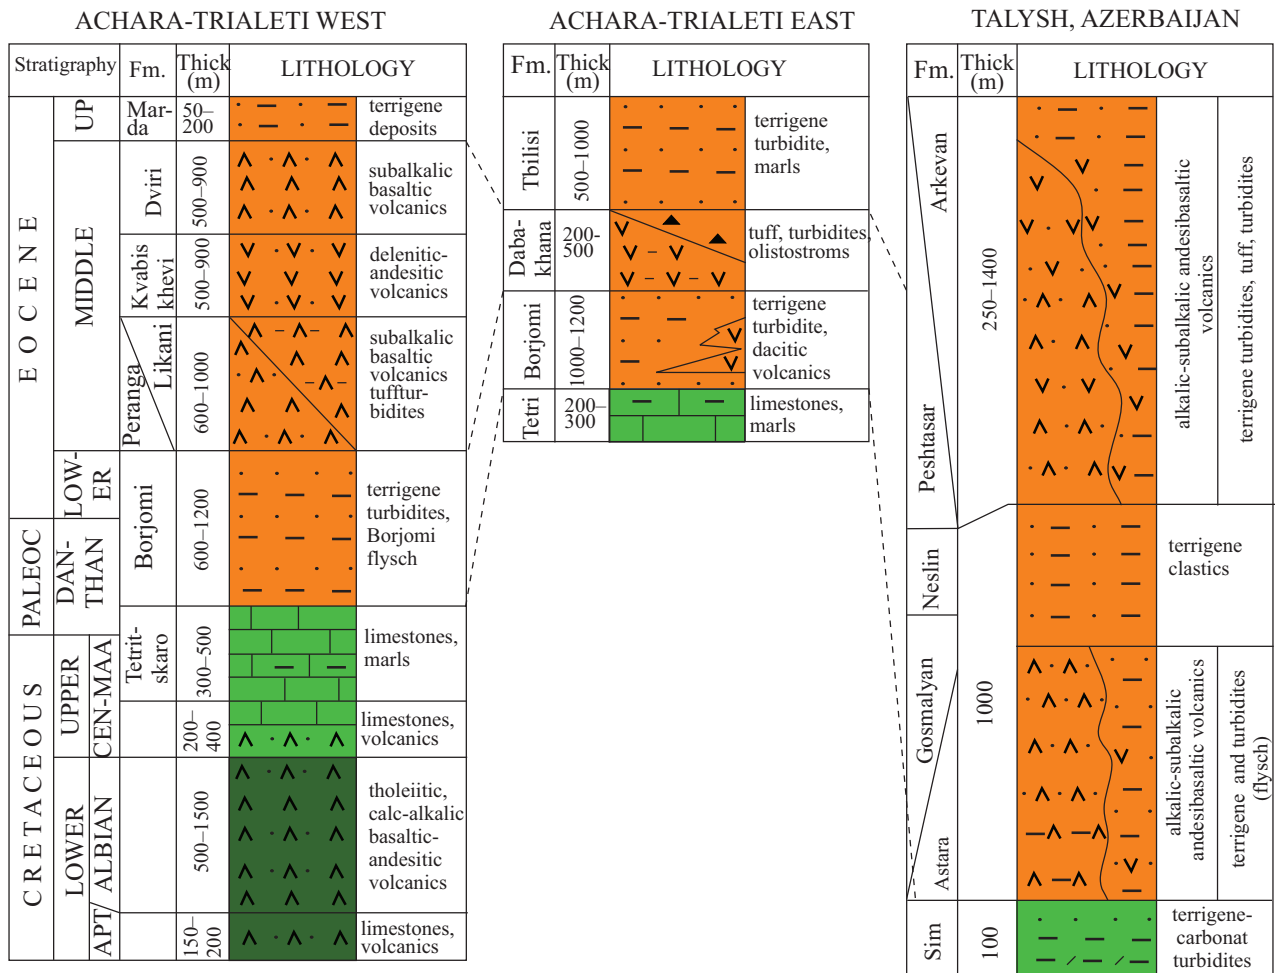 ACHARA-TRIALETI WEST
Stratigraphy
Fm.
Thick
(m)
LITHOLOGY
EOCENE
UP
Mar-
da
50–
200
terrigene
deposits
MIDDLE
Dviri
500–900
subalkalic
basaltic
volcanics
Kvabis
khevi
500–900
delenitic-
andesitic
volcanics
Peranga
Likani
600–1000
subalkalic
basaltic
volcanics
tufftur-
bidites
LOW-
ER
Borjomi
600–1200
terrigene
turbidites,
Borjomi
flysch
PALEOC
DAN-
THAN
CRETACEOUS
UPPER
CEN-MAA
Tetrit-
skaro
300–500
limestones,
marls
200–
400
limestones,
volcanics
LOWER
ALBIAN
500–1500
tholeiitic,
calc-alkalic
basaltic-
andesitic
volcanics
APT
150–
200
limestones,
volcanics
ACHARA-TRIALETI EAST
Fm.
Thick
(m)
LITHOLOGY
Tbilisi
500–1000
terrigene
turbidite,
marls
Daba-
khana
200-
500
tuff, turbidites,
olistostroms
Borjomi
1000–1200
terrigene
turbidite,
dacitic
volcanics
Tetri
200–
300
limestones,
marls
TALYSH, AZERBAIJAN
Fm.
Thick
(m)
LITHOLOGY
Arkevan
Peshtasar
250–1400
alkalic-subalkalic andesibasaltic
volcanics
terrigene turbidites, tuff, turbidites
Neslin
terrigene
clastics
Gosmalyan
Astara
1000
alkalic-subalkalic
andesibasaltic volcanics
terrigene and turbidites
(flysch)
Sim
100
terrigene-
carbonat
turbidites